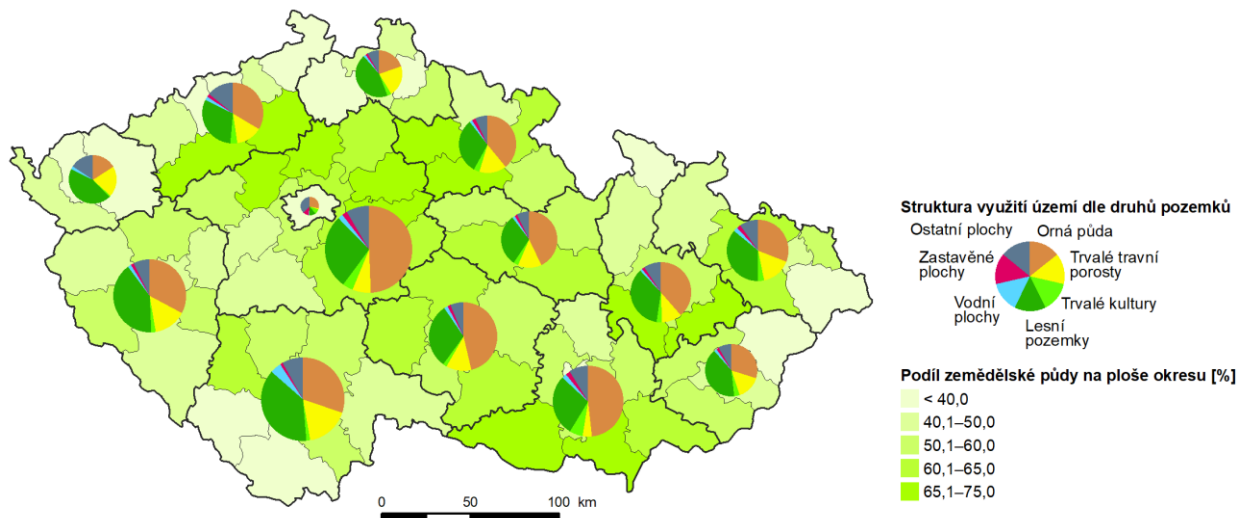 Struktura využití území dle druhů pozemků
Ostatní plochy
Orná půda
Zastavěné
plochy
Trvalé travní
porosty
Vodní
plochy
Trvalé kultury
Lesní
pozemky
Podíl zemědělské půdy na ploše okresu [%]
< 40,0
40,1–50,0
50,1–60,0
60,1–65,0
65,1–75,0
0 50 100 km